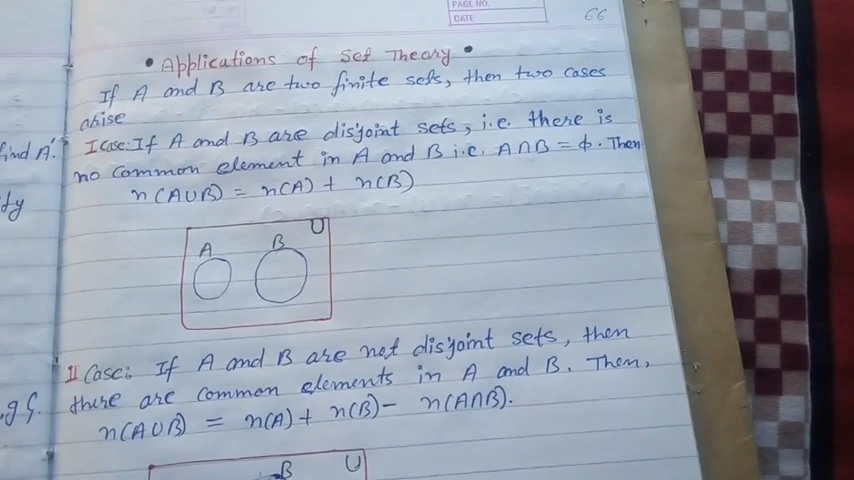 PAGE NO.
DATE
66
• Applications of Set Theory •
If A and B are two finite sets, then two cases
arise
I Case: If A and B are disjoint sets, i.e. there is
no common element in A and B i.e. A∩B = ϕ. Then
n(A∪B) = n(A) + n(B)
U
A B
II Case: If A and B are not disjoint sets, then
there are common elements in A and B. Then,
n(A∪B) = n(A) + n(B) − n(A∩B).
B U
find A'.